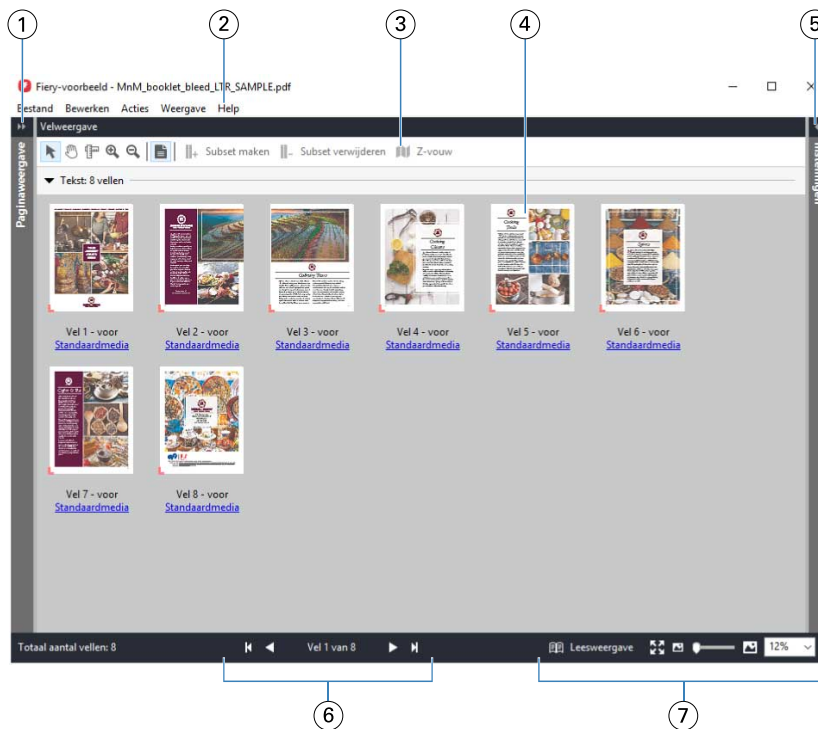 1 2 3 4 5
Fiery-voorbeeld - MnM_booklet_bleed_LTR_SAMPLE.pdf
Bestand Bewerken Acties Weergave Help
Velweergave
Paginaweergave
Instellingen
Subset maken Subset verwijderen Z-vouw
Tekst: 8 vellen
Vel 1 - voor Vel 2 - voor Vel 3 - voor Vel 4 - voor Vel 5 - voor Vel 6 - voor
Standaardmedia Standaardmedia Standaardmedia Standaardmedia Standaardmedia Standaardmedia
Vel 7 - voor Vel 8 - voor
Standaardmedia Standaardmedia
Totaal aantal vellen: 8 Vel 1 van 8 Leesweergave 12%
6 7